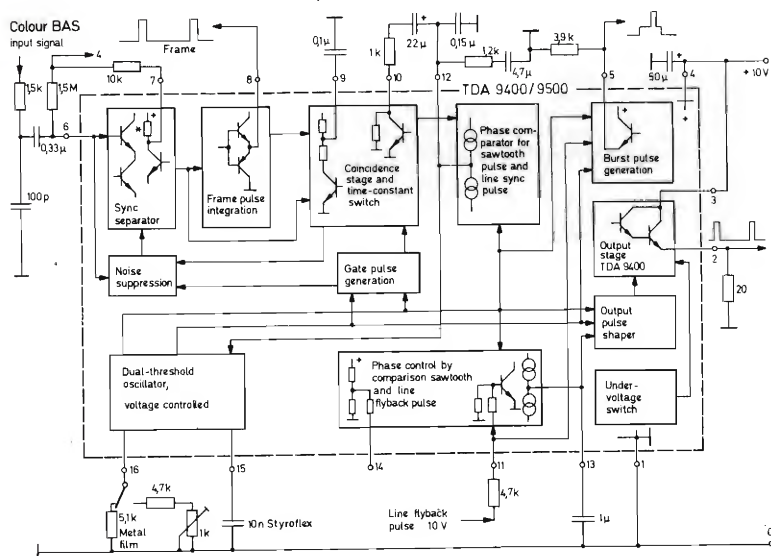 Colour BAS
input signal
Frame
4
10k
7
8
0,1μ
9
1k
10
22μ
+
12
0,15μ
1,2k
4,7μ
3,9k
5
50μ
+
4
+10V
1,5k
1,5M
6
0,33μ
100p
TDA 9400/9500
+
*
Sync
separator
Frame pulse
integration
Coincidence
stage and
time-constant
switch
Phase com-
parator for
sawtooth
pulse and
line sync
pulse
+
Burst pulse
generation
+
3
Output
stage
TDA 9400
2
20
Noise
suppression
Gate pulse
generation
Output
pulse
shaper
Dual-threshold
oscillator,
voltage controlled
+
Phase control by
comparison sawtooth
and line
flyback pulse
Under-
voltage
switch
16
15
14
11
13
1
4,7k
5,1k
Metal
film
1k
10n Styroflex
Line flyback
pulse 10 V
4,7k
1μ